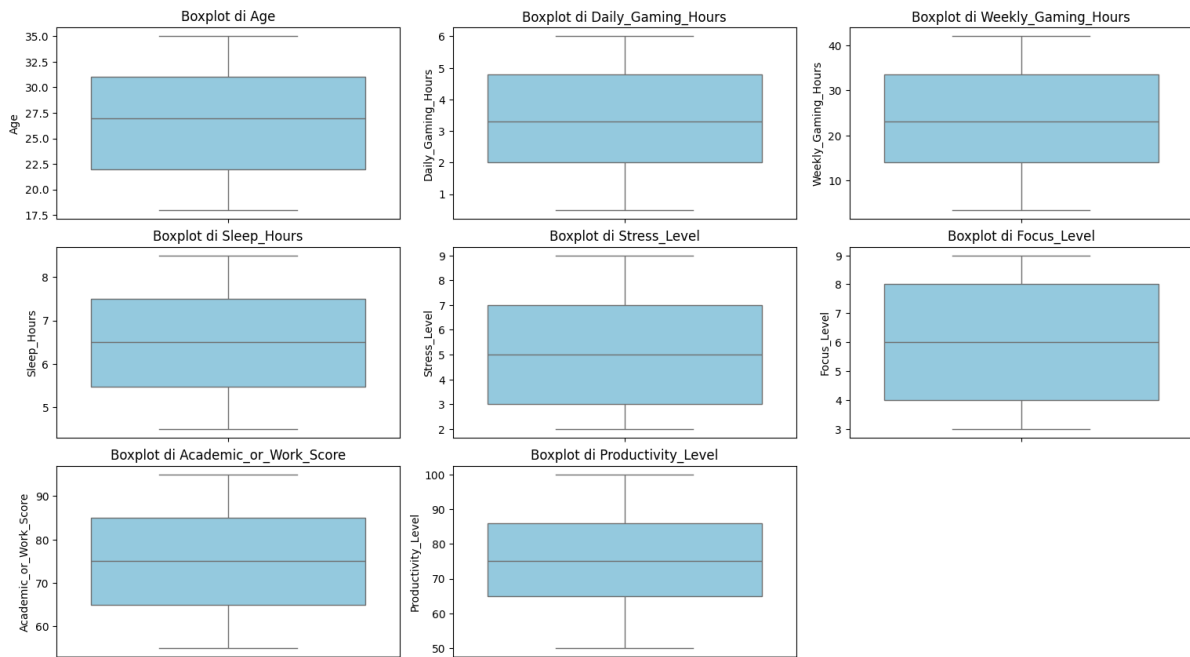 Boxplot di Age
35.0
32.5
30.0
27.5
25.0
22.5
20.0
17.5
Age
Boxplot di Daily_Gaming_Hours
6
5
4
3
2
1
Daily_Gaming_Hours
Boxplot di Weekly_Gaming_Hours
40
30
20
10
Weekly_Gaming_Hours
Boxplot di Sleep_Hours
8
7
6
5
Sleep_Hours
Boxplot di Stress_Level
9
8
7
6
5
4
3
2
Stress_Level
Boxplot di Focus_Level
9
8
7
6
5
4
3
Focus_Level
Boxplot di Academic_or_Work_Score
90
80
70
60
Academic_or_Work_Score
Boxplot di Productivity_Level
100
90
80
70
60
50
Productivity_Level